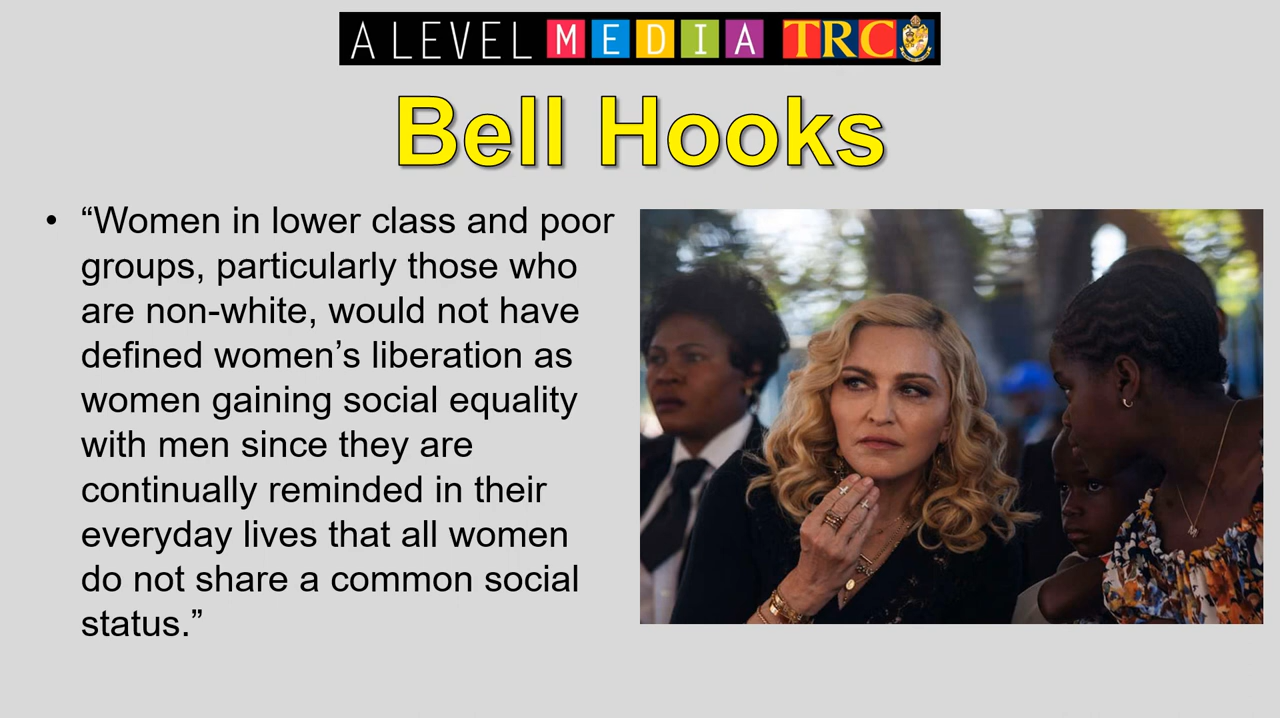 A LEVEL MEDIA TRC
Bell Hooks
• “Women in lower class and poor
groups, particularly those who
are non-white, would not have
defined women’s liberation as
women gaining social equality
with men since they are
continually reminded in their
everyday lives that all women
do not share a common social
status.”